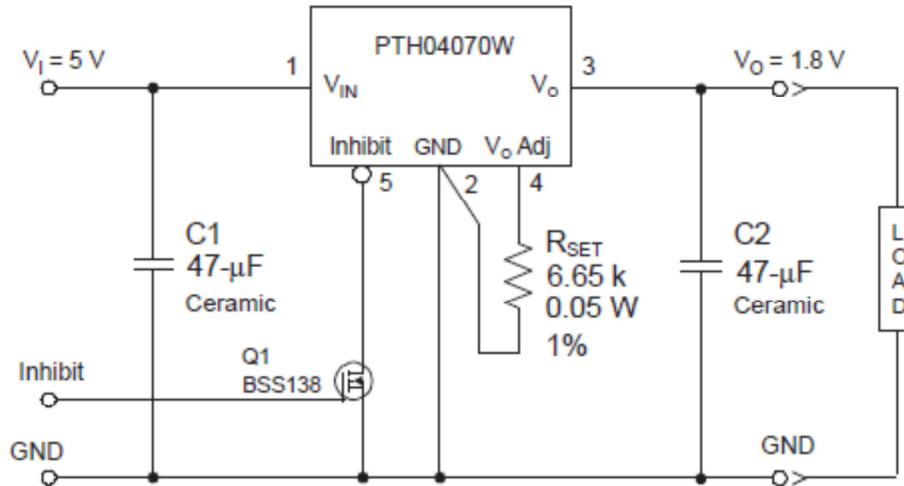 PTH04070W
V_I = 5 V
1
3
V_O = 1.8 V
V_IN
V_o
Inhibit
GND
V_o Adj
5
2
4
C1
47-μF
Ceramic
R_SET
6.65 k
0.05 W
1%
C2
47-μF
Ceramic
LOAD
Q1
BSS138
Inhibit
GND
GND